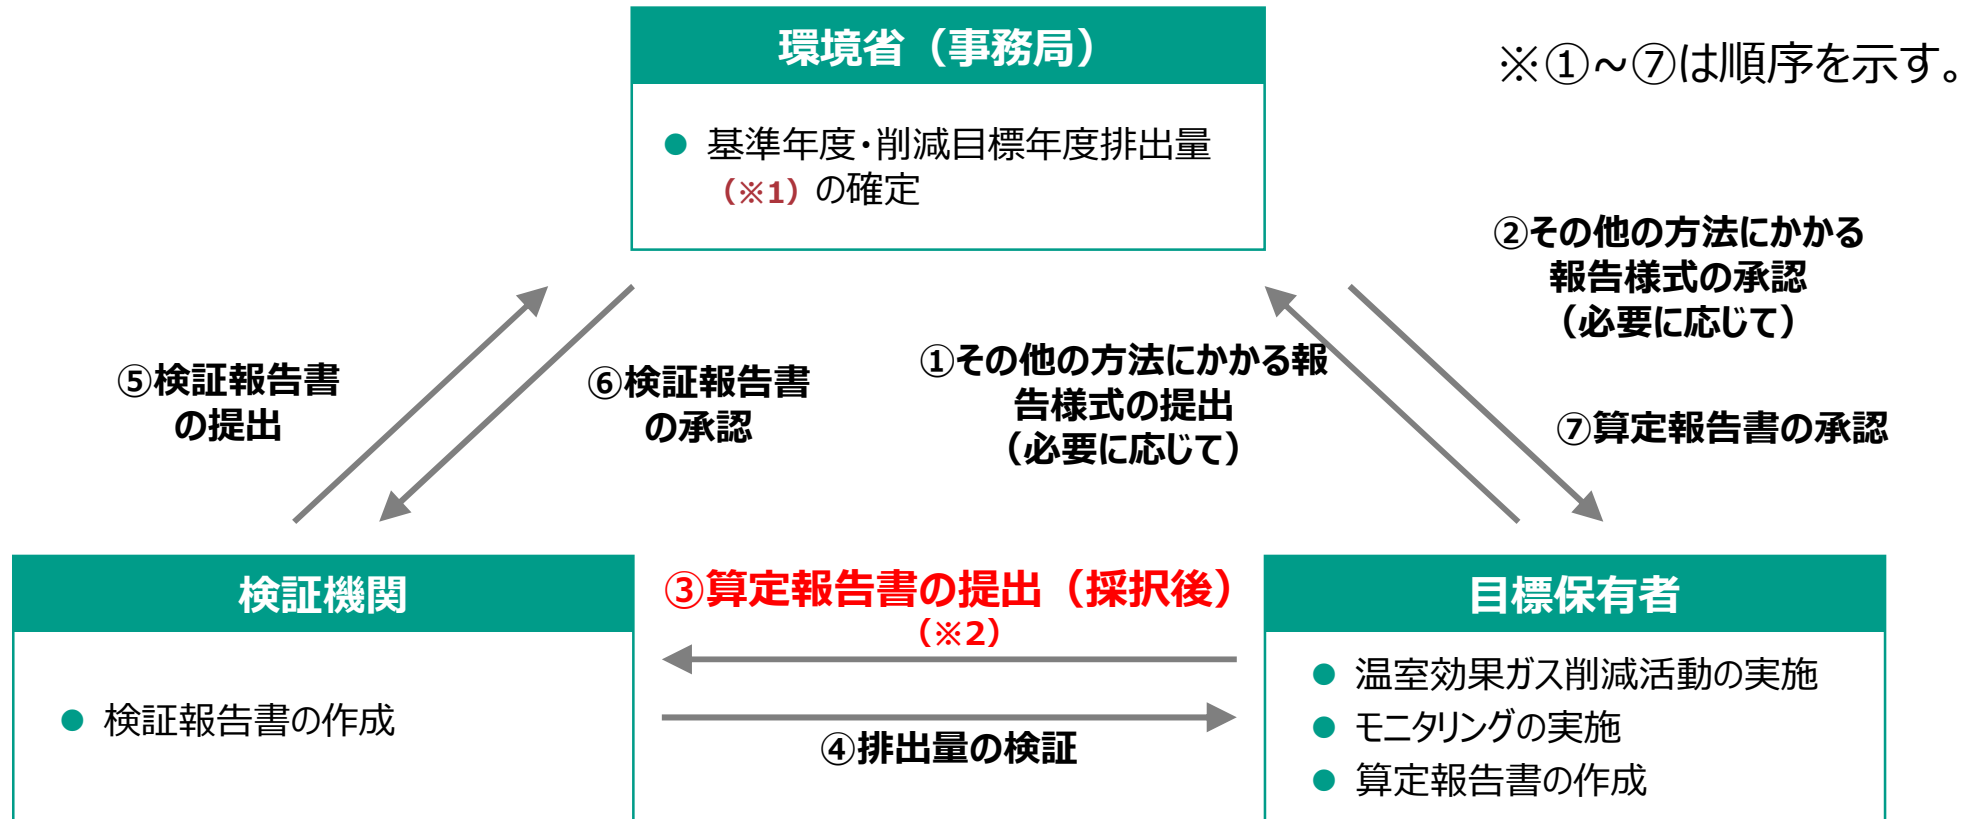 環境省（事務局）
※①~⑦は順序を示す。
● 基準年度・削減目標年度排出量
（※1）の確定
②その他の方法にかかる
報告様式の承認
（必要に応じて）
①その他の方法にかかる報
告様式の提出
（必要に応じて）
⑤検証報告書
の提出
⑥検証報告書
の承認
⑦算定報告書の承認
検証機関
● 検証報告書の作成
③算定報告書の提出（採択後）
（※2）
④排出量の検証
目標保有者
● 温室効果ガス削減活動の実施
● モニタリングの実施
● 算定報告書の作成